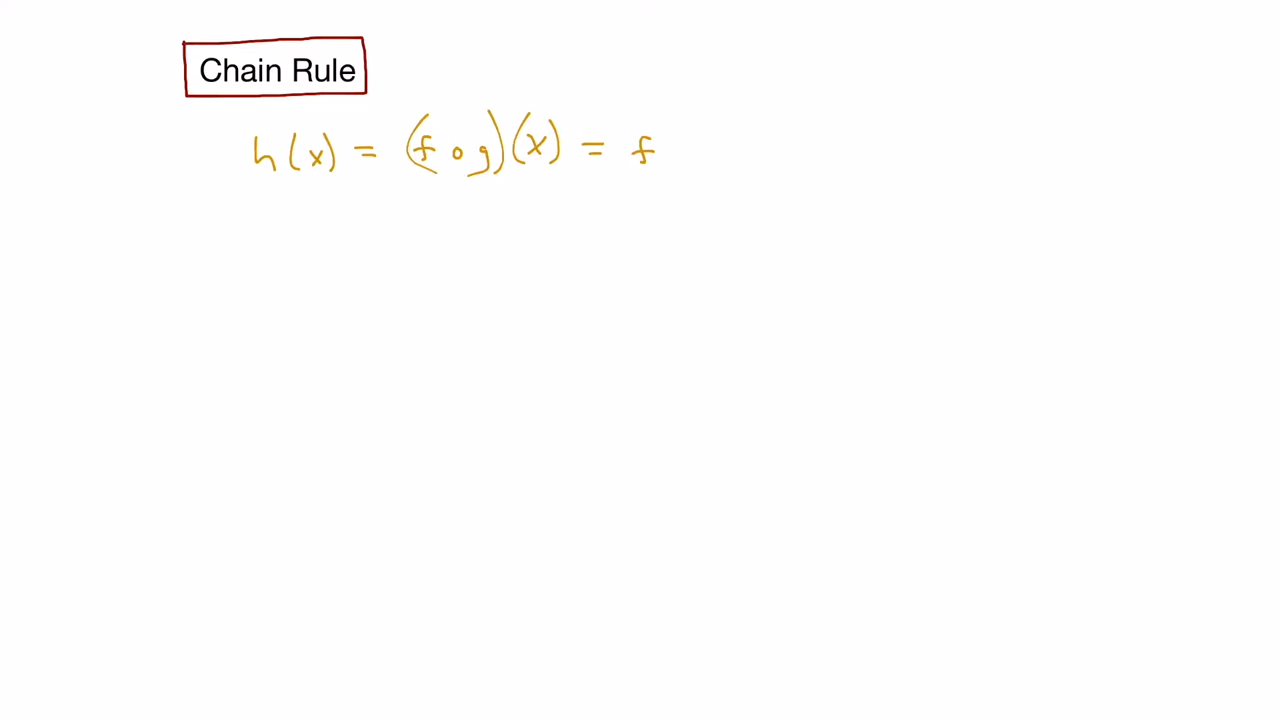 Chain Rule
h(x) = (f ∘ g)(x) = f